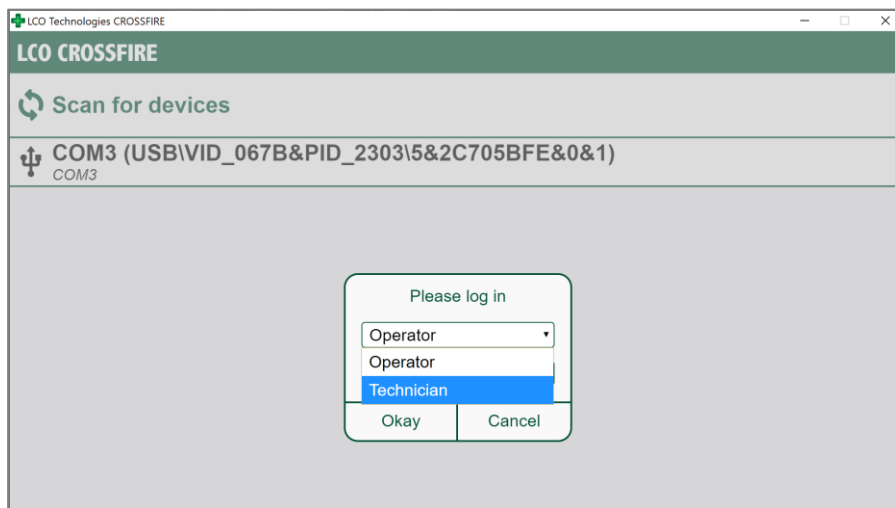 LCO Technologies CROSSFIRE
LCO CROSSFIRE
Scan for devices
COM3 (USB\VID_067B&PID_2303\5&2C705BFE&0&1)
COM3
Please log in
Operator
Operator
Technician
Okay Cancel